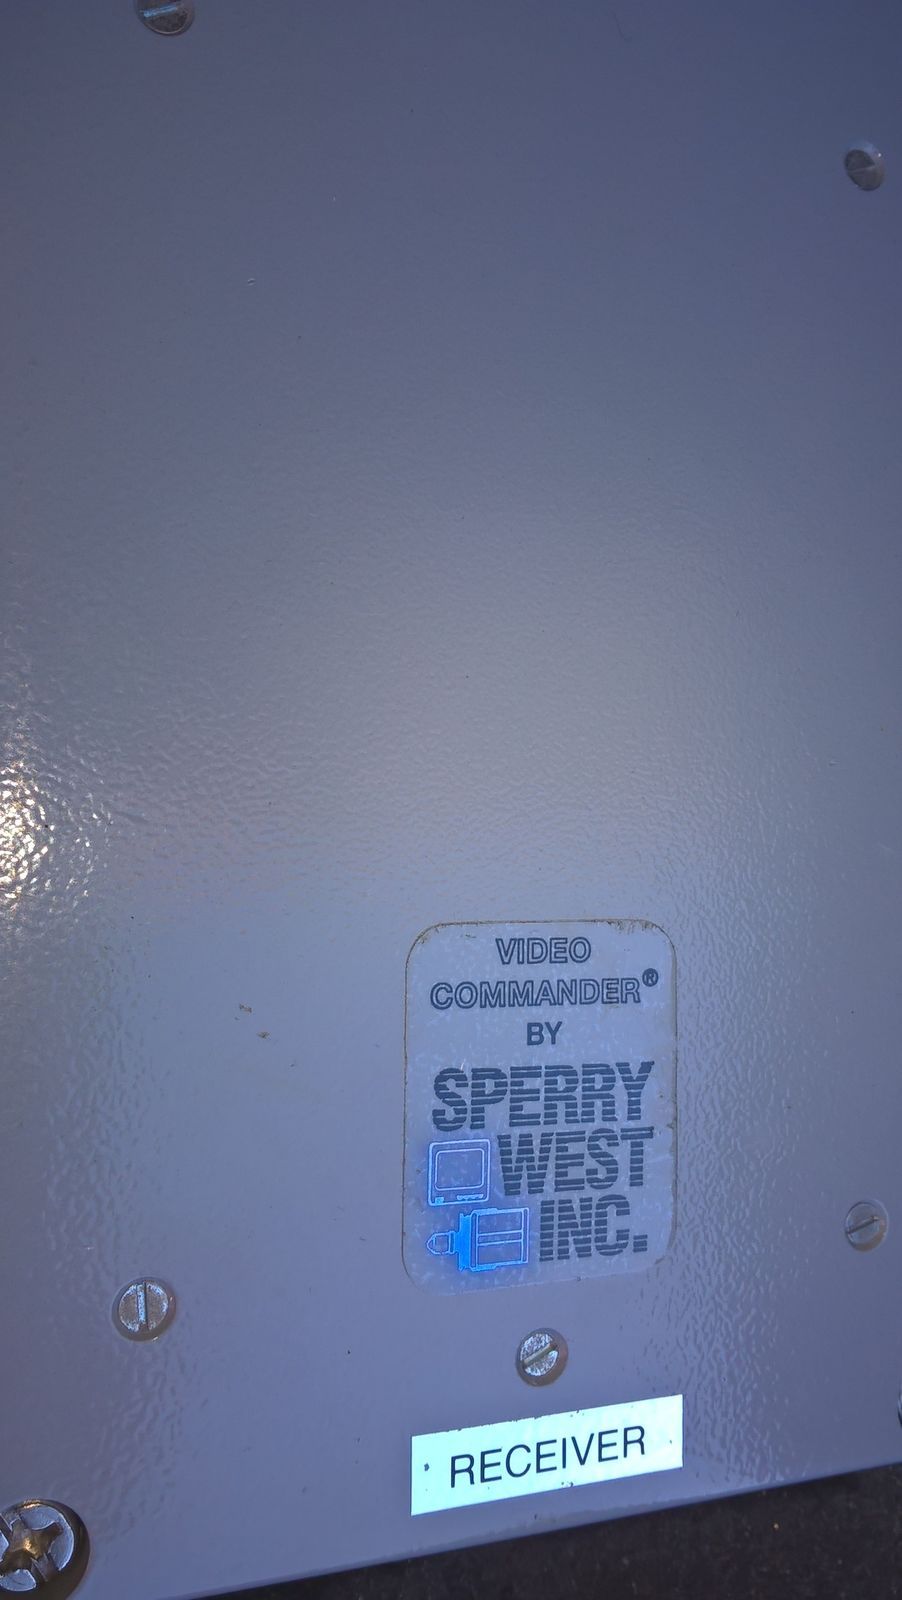 VIDEO
COMMANDER®
BY
SPERRY
WEST
INC.
RECEIVER